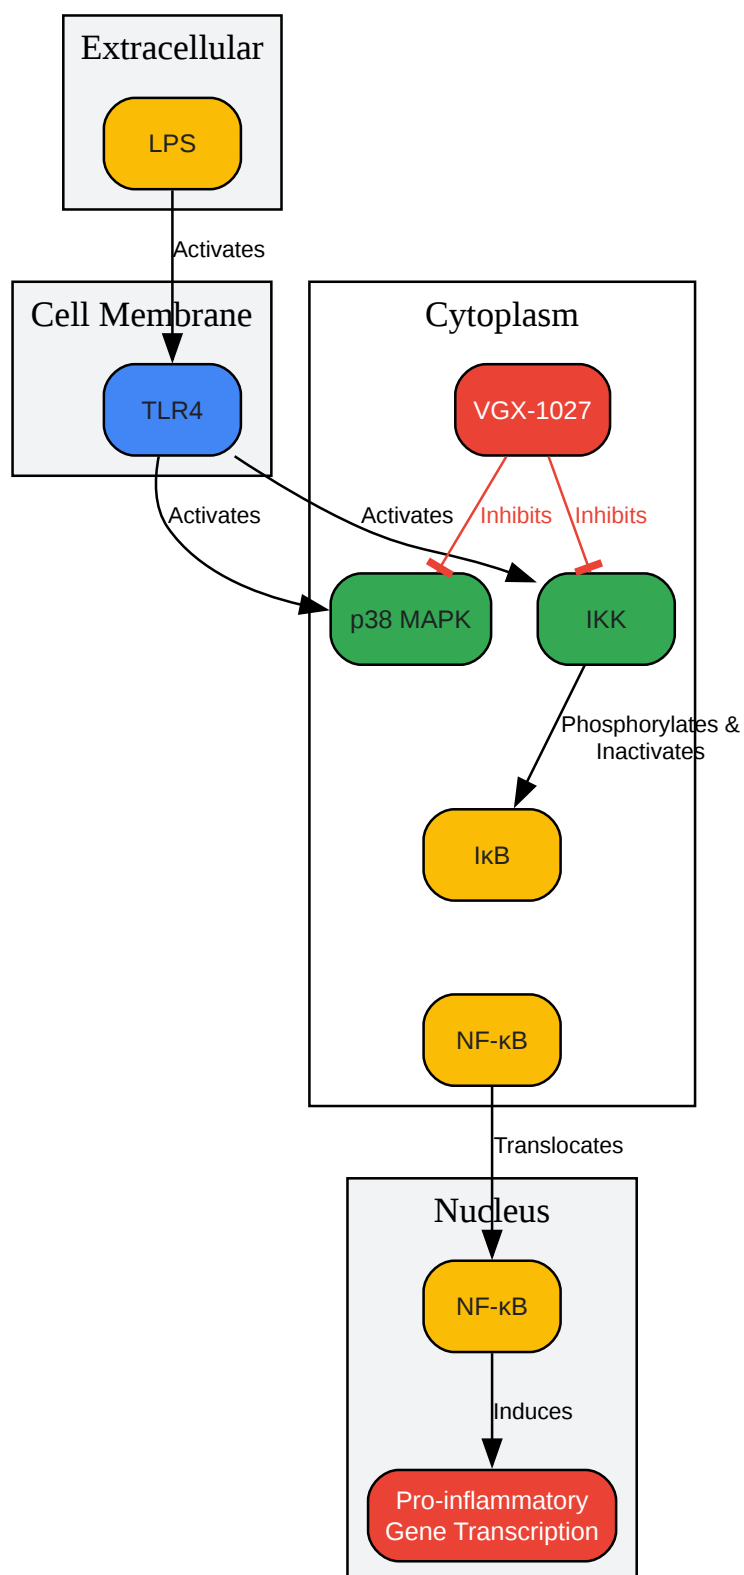 Extracellular
LPS
Activates
Cell Membrane
Cytoplasm
TLR4
VGX-1027
Activates
Activates
Inhibits
Inhibits
p38 MAPK
IKK
Phosphorylates &
Inactivates
IκB
NF-κB
Translocates
Nucleus
NF-κB
Induces
Pro-inflammatory
Gene Transcription